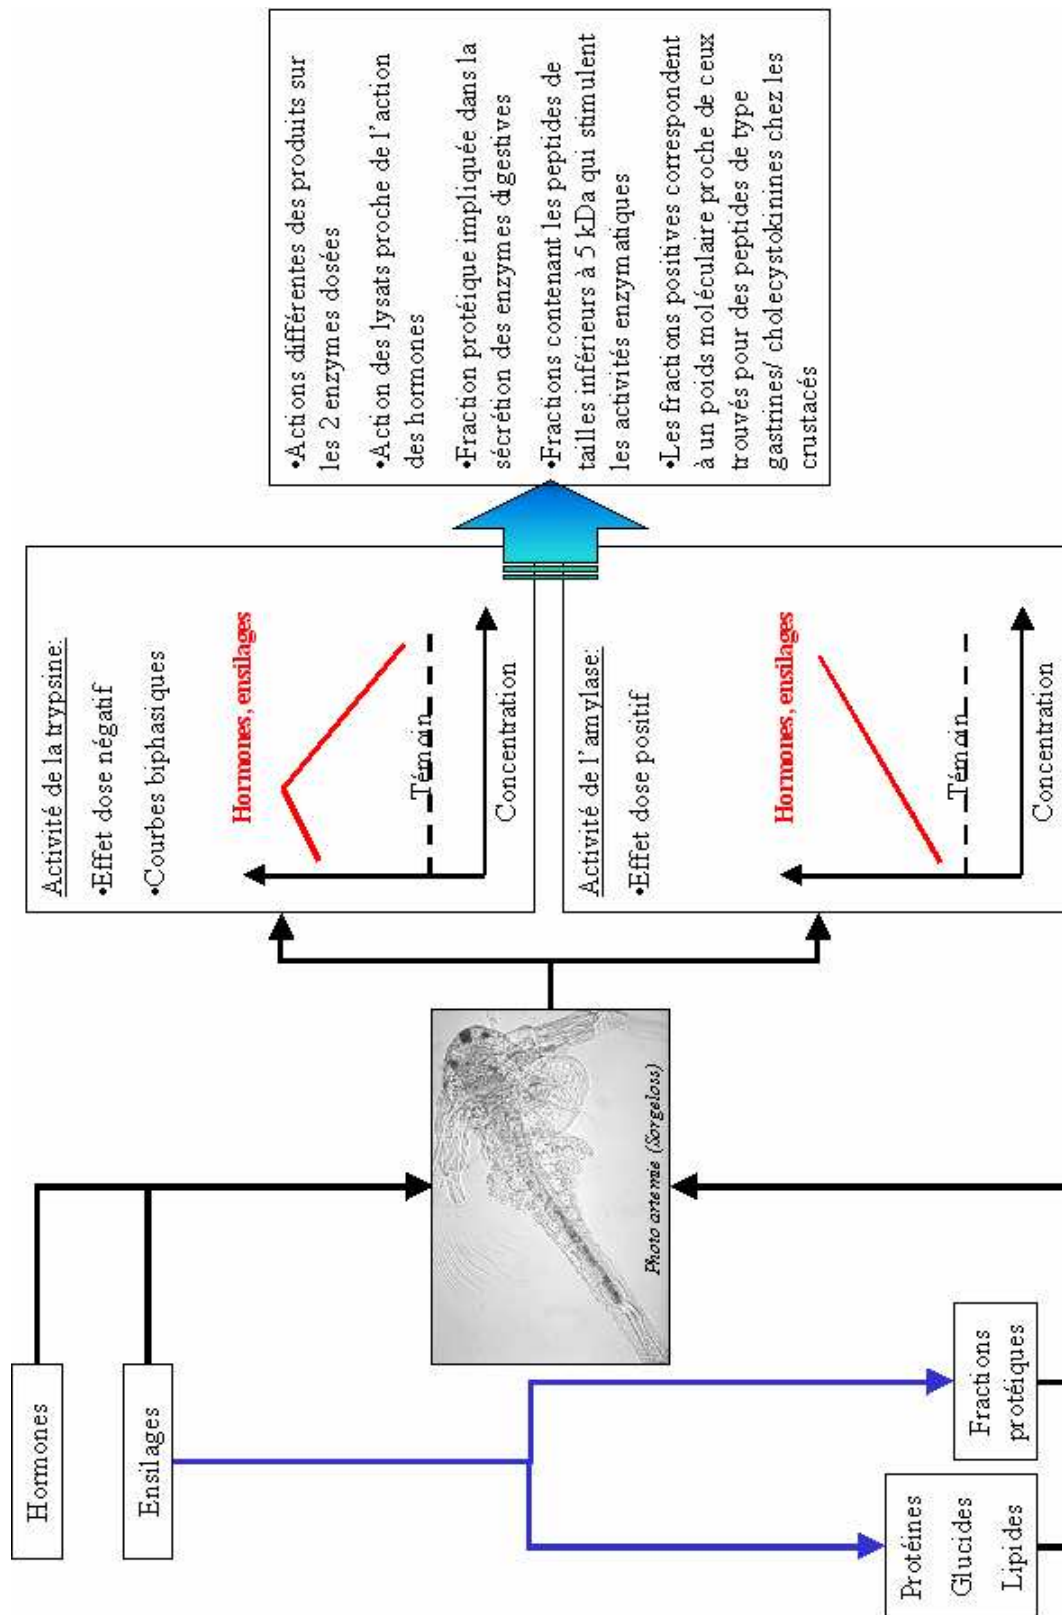 Hormones
Ensilages
Protéines
Glucides
Lipides
Fractions
protéiques
Photo artemie (Sorgeloss)
Activité de la trypsine:
•Effet dose négatif
•Courbes biphasiques
Hormones, ensilages
Témoin
Concentration
Activité de l'amylase:
•Effet dose positif
Hormones, ensilages
Témoin
Concentration
•Actions différentes des produits sur
les 2 enzymes dosées
•Action des lysats proche de l'action
des hormones
•Fraction protéique impliquée dans la
sécrétion des enzymes digestives
•Fractions contenant les peptides de
tailles inférieurs à 5 kDa qui stimulent
les activités enzymatiques
•Les fractions positives correspondent
à un poids moléculaire proche de ceux
trouvés pour des peptides de type
gastrines/ cholecystokinines chez les
crustacés